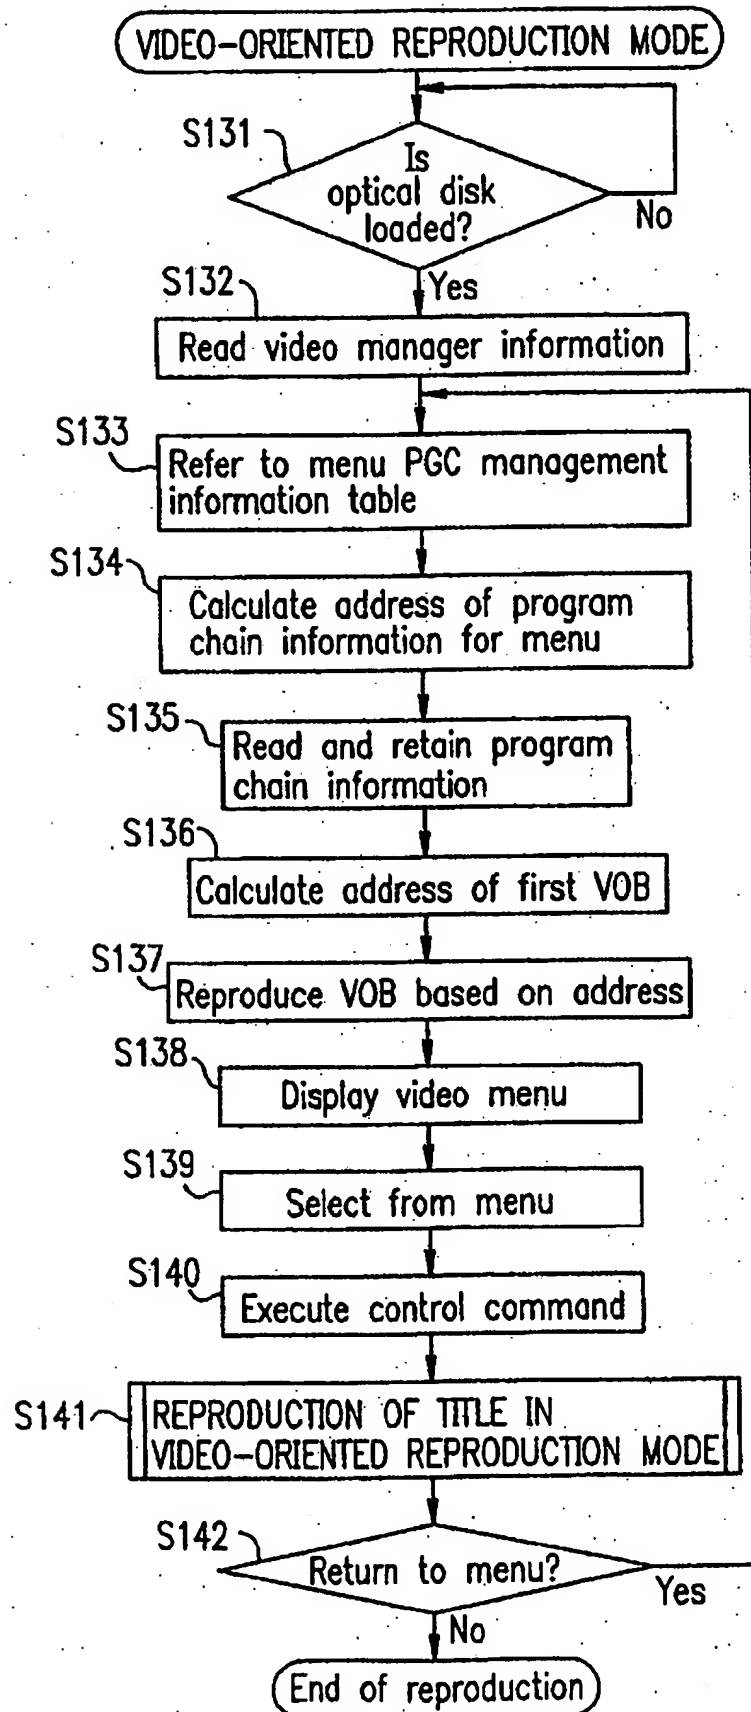 VIDEO-ORIENTED REPRODUCTION MODE
S131
Is
optical disk
loaded?
No
Yes
S132
Read video manager information
S133
Refer to menu PGC management
information table
S134
Calculate address of program
chain information for menu
S135
Read and retain program
chain information
S136
Calculate address of first VOB
S137
Reproduce VOB based on address
S138
Display video menu
S139
Select from menu
S140
Execute control command
S141
REPRODUCTION OF TITLE IN
VIDEO-ORIENTED REPRODUCTION MODE
S142
Return to menu?
Yes
No
End of reproduction